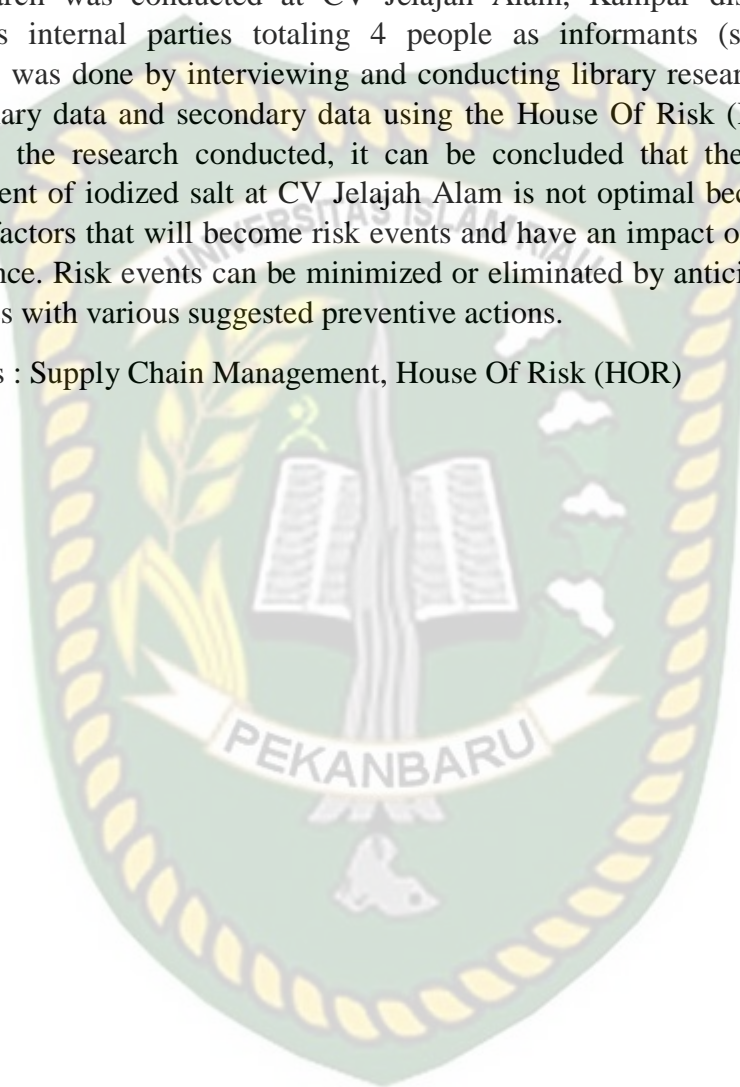 rch was conducted at CV Jelajah Alam, Kampar dis
s internal parties totaling 4 people as informants (s
was done by interviewing and conducting library resear
ary data and secondary data using the House Of Risk (
the research conducted, it can be concluded that the
ent of iodized salt at CV Jelajah Alam is not optimal bec
factors that will become risk events and have an impact o
nce. Risk events can be minimized or eliminated by antici
s with various suggested preventive actions.
s : Supply Chain Management, House Of Risk (HOR)
UNIVERSITAS ISLAM RIAU
PEKANBARU